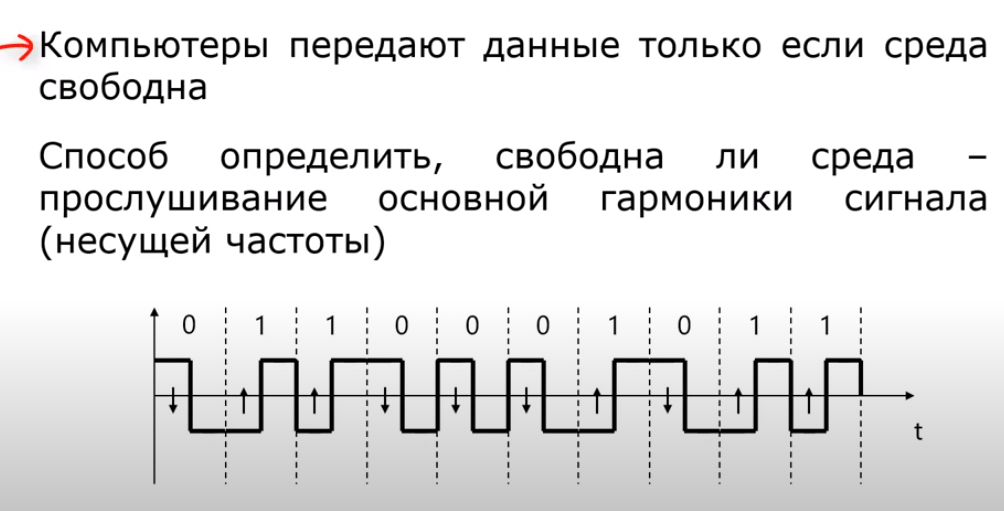 Компьютеры передают данные только если среда
свободна
Способ определить, свободна ли среда –
прослушивание основной гармоники сигнала
(несущей частоты)
0 1 1 0 0 0 1 0 1 1
t